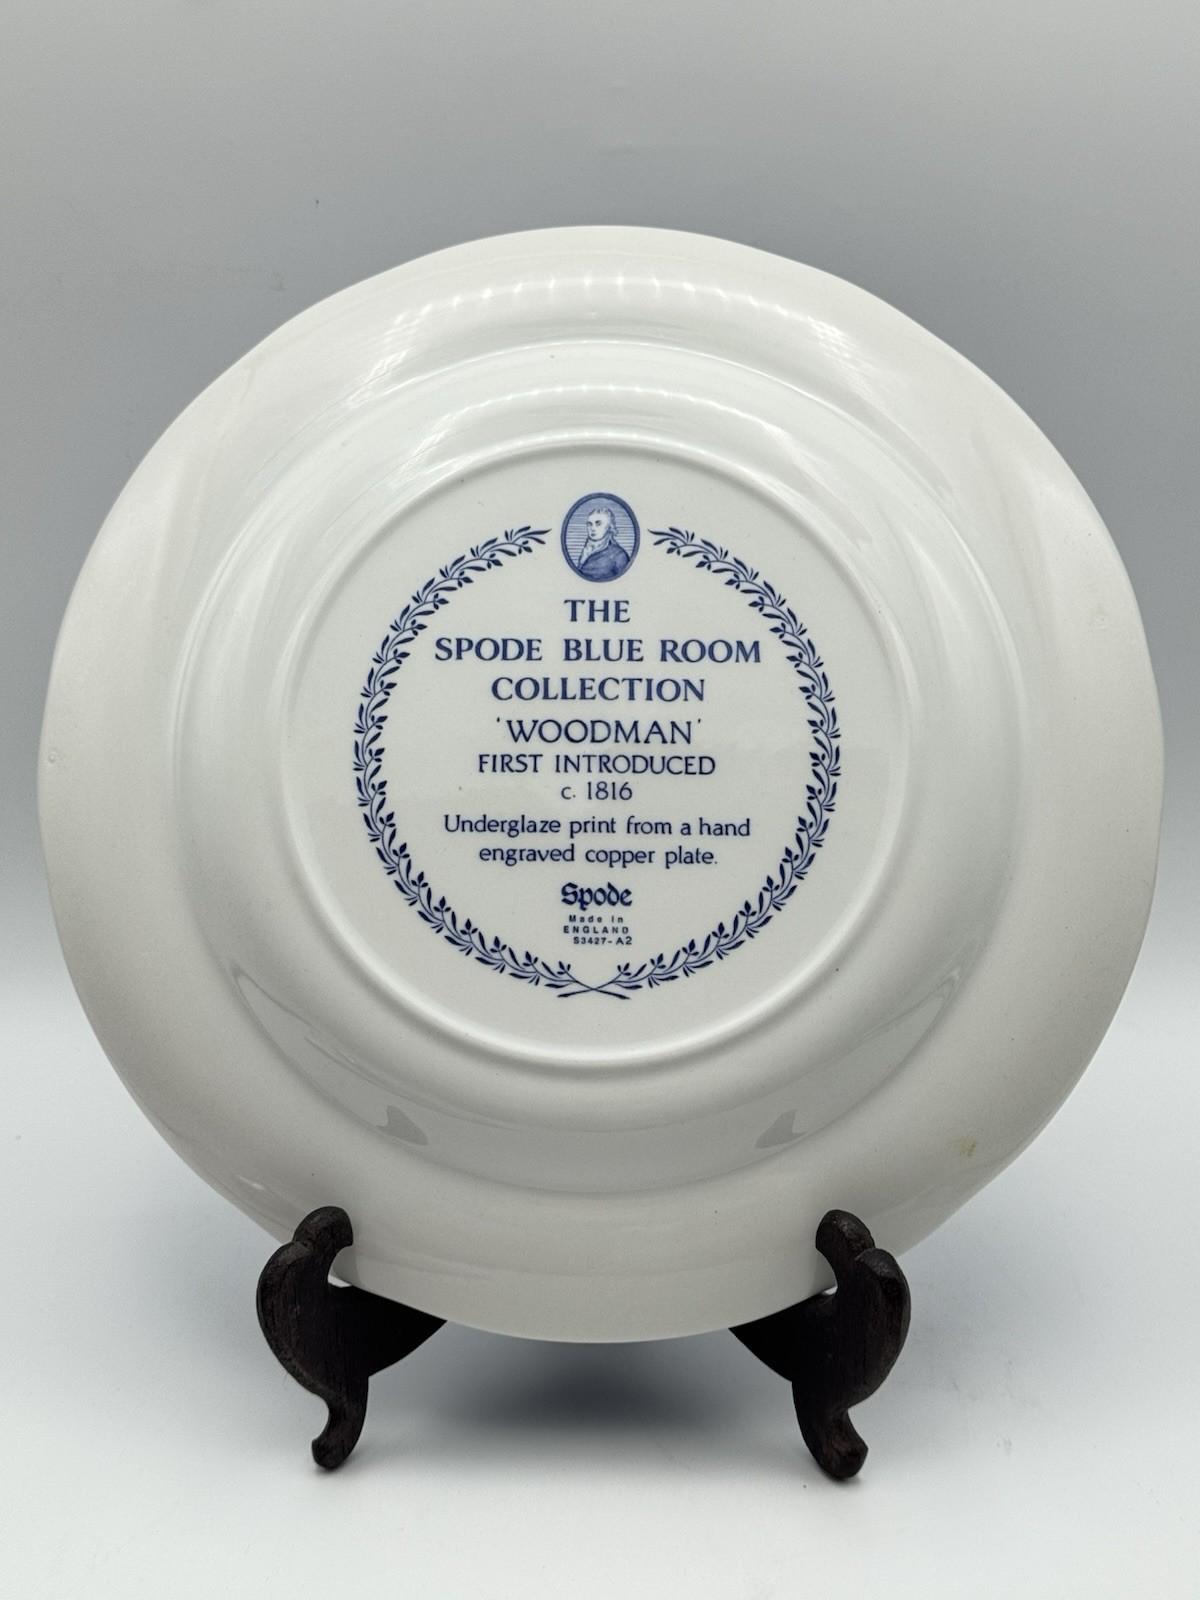 THE
SPODE BLUE ROOM
COLLECTION
'WOODMAN'
FIRST INTRODUCED
c. 1816
Underglaze print from a hand
engraved copper plate.
Spode
Made in
ENGLAND
S3427-A2